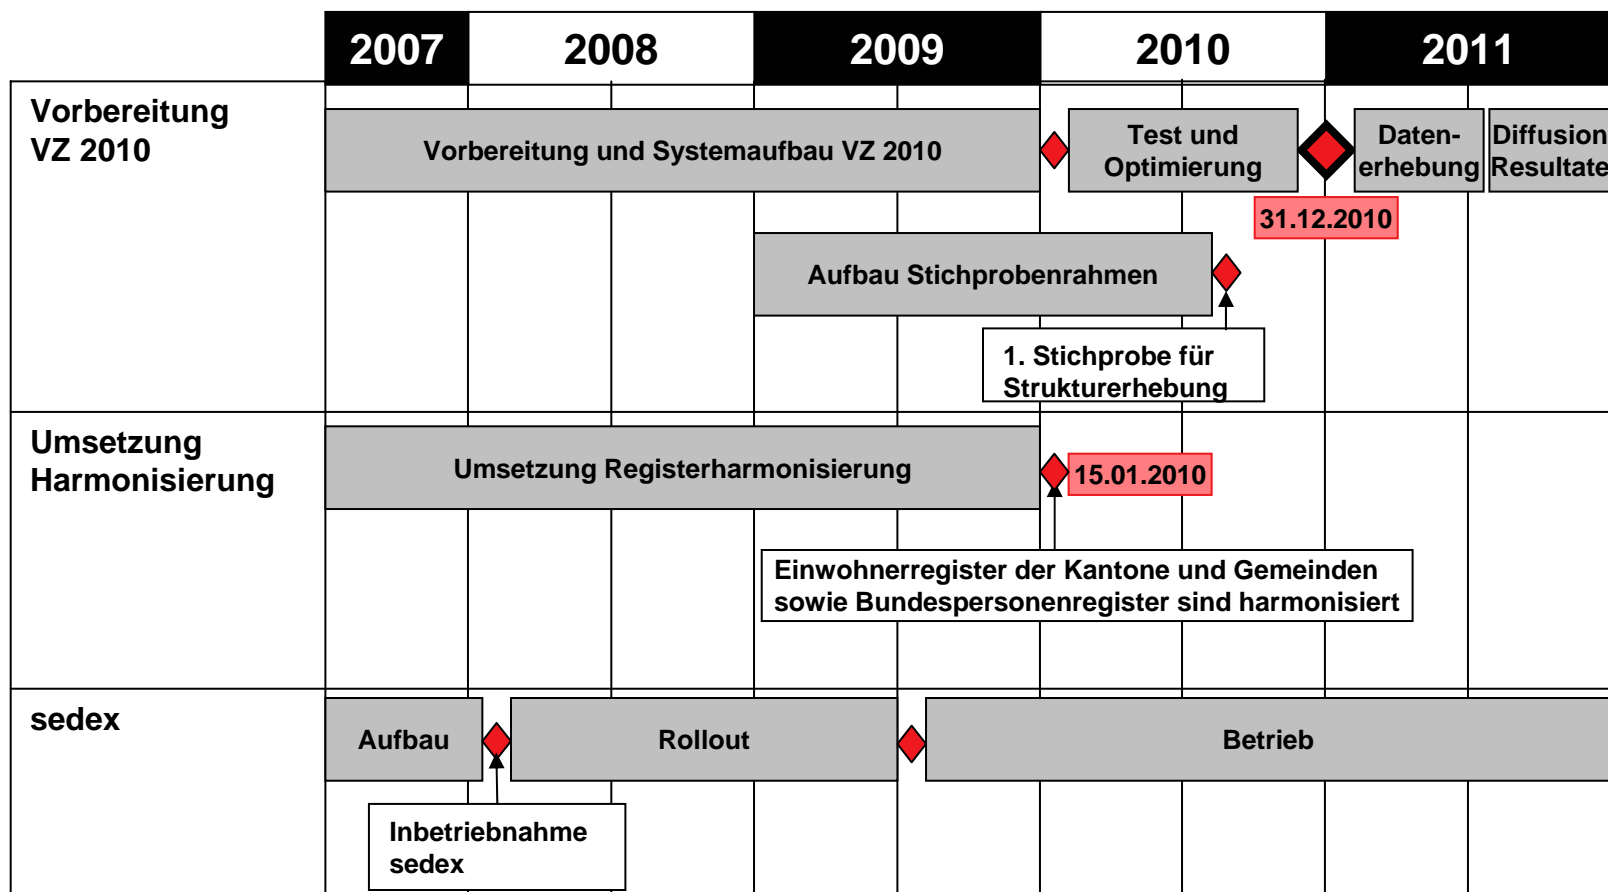 2007 2008 2009 2010 2011
Vorbereitung
VZ 2010
Vorbereitung und Systemaufbau VZ 2010
Test und
Optimierung
Daten-
erhebung
Diffusion
Resultate
31.12.2010
Aufbau Stichprobenrahmen
1. Stichprobe für
Strukturerhebung
Umsetzung
Harmonisierung
Umsetzung Registerharmonisierung
15.01.2010
Einwohnerregister der Kantone und Gemeinden
sowie Bundespersonenregister sind harmonisiert
sedex
Aufbau
Rollout
Betrieb
Inbetriebnahme
sedex